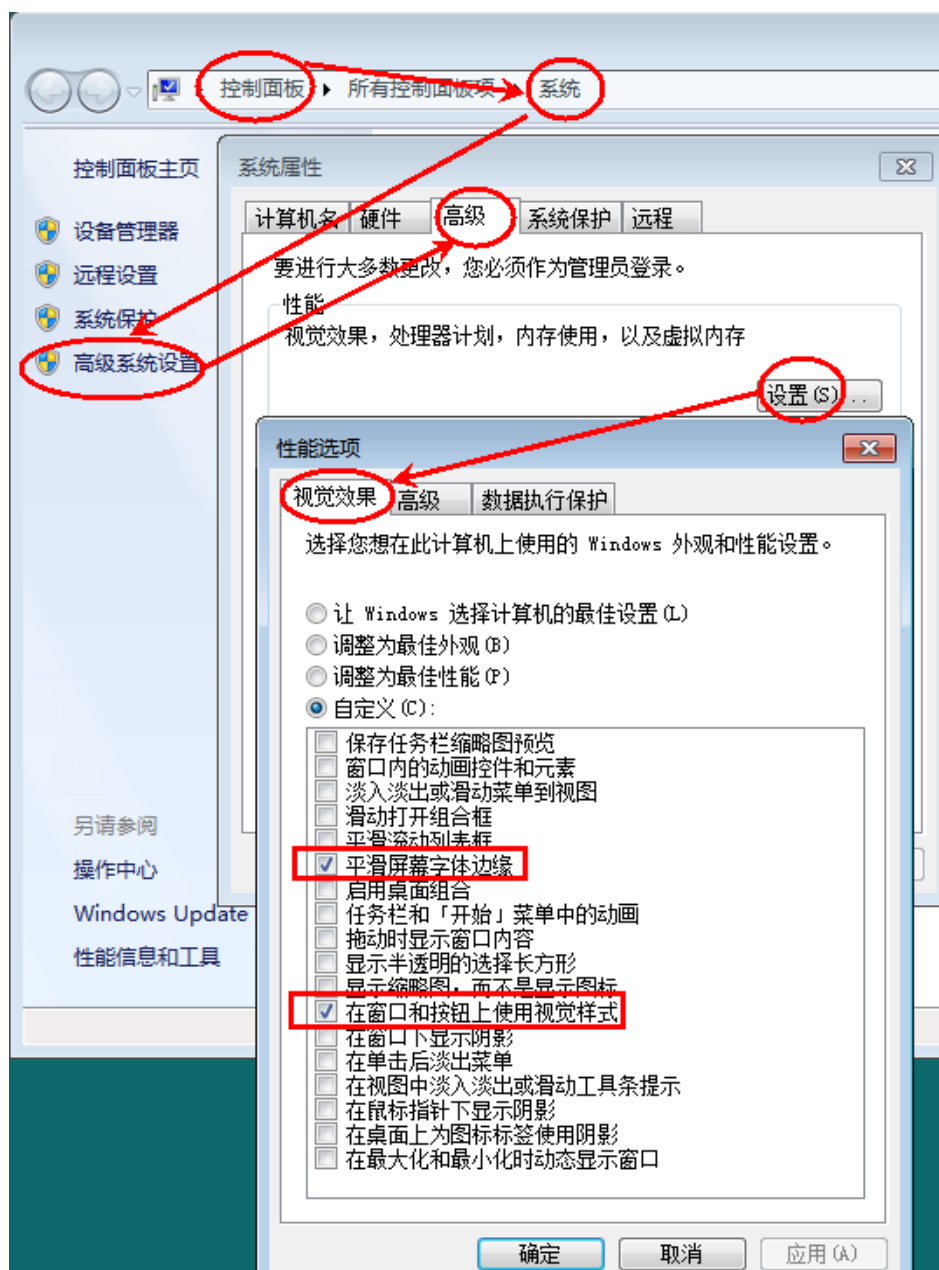 控制面板 ▸ 所有控制面板项 ▸ 系统
控制面板主页
设备管理器
远程设置
系统保护
高级系统设置
另请参阅
操作中心
Windows Update
性能信息和工具
系统属性
计算机名 硬件 高级 系统保护 远程
要进行大多数更改，您必须作为管理员登录。
性能
视觉效果，处理器计划，内存使用，以及虚拟内存
设置(S)...
性能选项
视觉效果 高级 数据执行保护
选择您想在此计算机上使用的 Windows 外观和性能设置。
让 Windows 选择计算机的最佳设置(L)
调整为最佳外观(B)
调整为最佳性能(P)
自定义(C):
保存任务栏缩略图预览
窗口内的动画控件和元素
淡入淡出或滑动菜单到视图
滑动打开组合框
平滑滚动列表框
平滑屏幕字体边缘
启用桌面组合
任务栏和「开始」菜单中的动画
拖动时显示窗口内容
显示半透明的选择长方形
显示缩略图，而不是显示图标
在窗口和按钮上使用视觉样式
在窗口下显示阴影
在单击后淡出菜单
在视图中淡入淡出或滑动工具条提示
在鼠标指针下显示阴影
在桌面上为图标标签使用阴影
在最大化和最小化时动态显示窗口
确定 取消 应用(A)